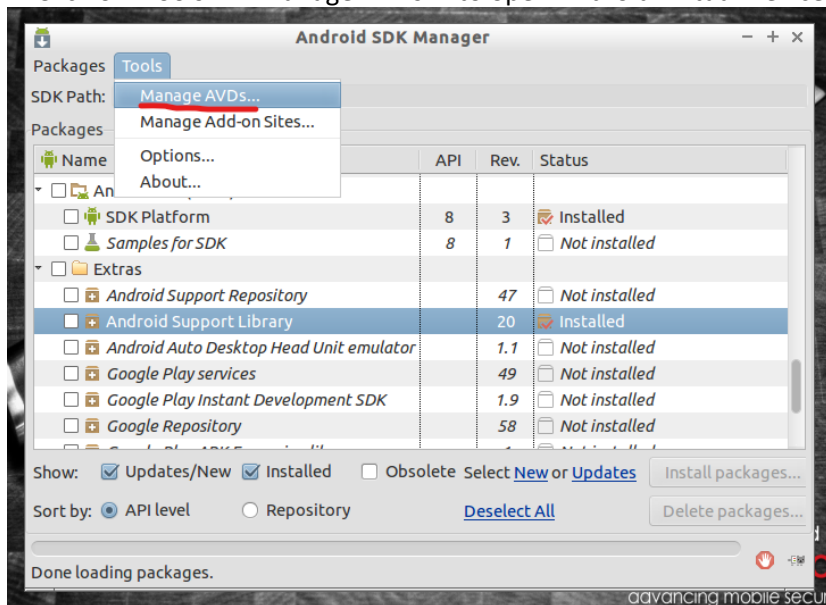 Android SDK Manager
Packages Tools
SDK Path: Manage AVDs...
Manage Add-on Sites...
Packages
Options...
About...
Name API Rev. Status
An
SDK Platform 8 3 Installed
Samples for SDK 8 1 Not installed
Extras
Android Support Repository 47 Not installed
Android Support Library 20 Installed
Android Auto Desktop Head Unit emulator 1.1 Not installed
Google Play services 49 Not installed
Google Play Instant Development SDK 1.9 Not installed
Google Repository 58 Not installed
Show: Updates/New Installed Obsolete Select New or Updates Install packages...
Sort by: API level Repository Deselect All Delete packages...
Done loading packages.
advancing mobile secu